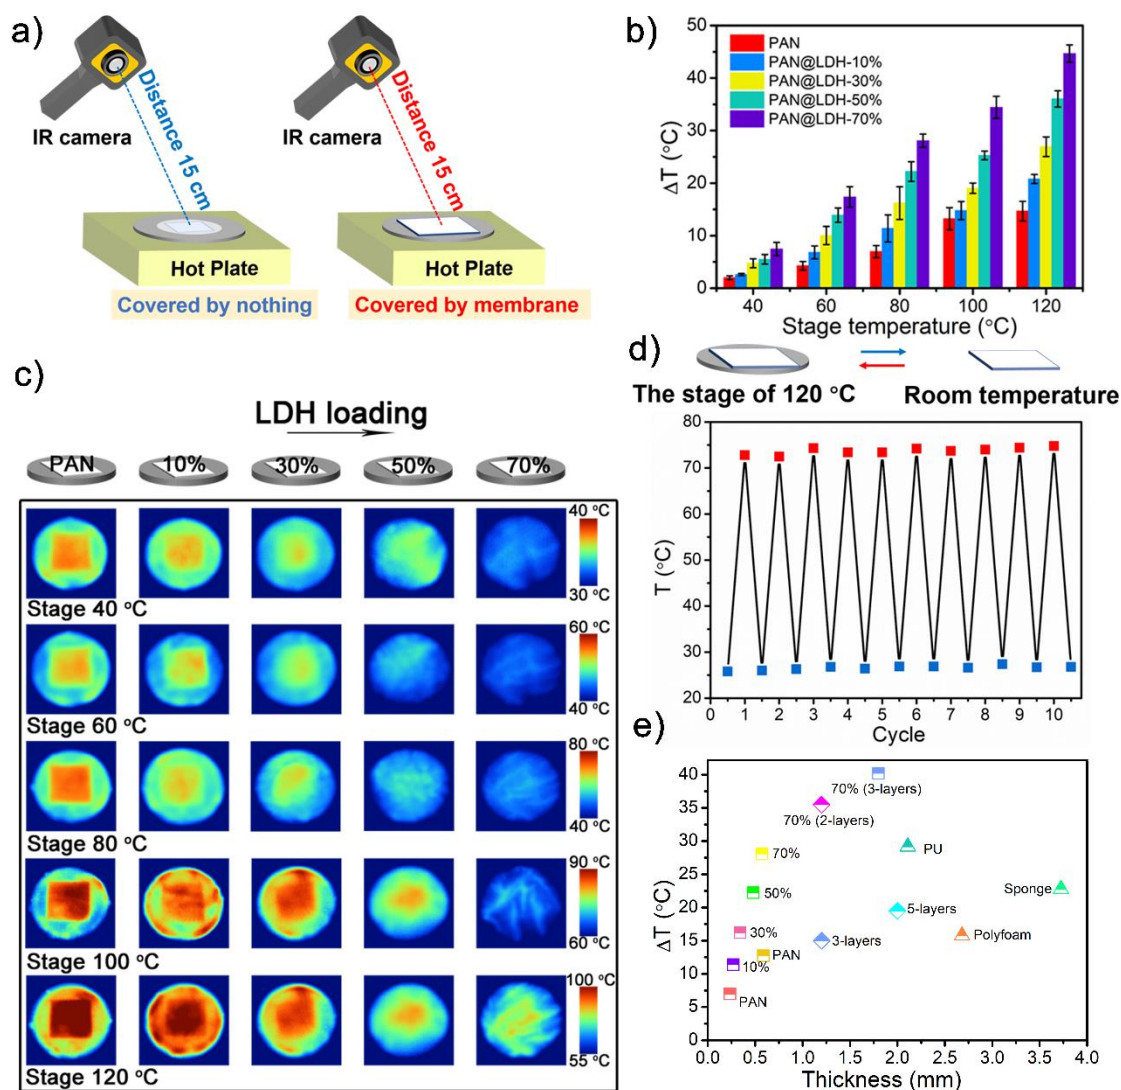 a)
IR camera
Distance 15 cm
Hot Plate
Covered by nothing
IR camera
Distance 15 cm
Hot Plate
Covered by membrane
b)
PAN
PAN@LDH-10%
PAN@LDH-30%
PAN@LDH-50%
PAN@LDH-70%
50
40
30
20
10
0
ΔT (°C)
40 60 80 100 120
Stage temperature (°C)
c)
LDH loading
PAN 10% 30% 50% 70%
40 °C
30 °C
Stage 40 °C
60 °C
40 °C
Stage 60 °C
80 °C
40 °C
Stage 80 °C
90 °C
60 °C
Stage 100 °C
100 °C
55 °C
Stage 120 °C
d)
The stage of 120 °C
Room temperature
80
70
60
50
40
30
20
T (°C)
0 1 2 3 4 5 6 7 8 9 10
Cycle
e)
40
35
30
25
20
15
10
5
0
ΔT (°C)
70% (3-layers)
70% (2-layers)
70%
PU
50%
Sponge
5-layers
30%
3-layers
Polyfoam
PAN
10%
PAN
0.0 0.5 1.0 1.5 2.0 2.5 3.0 3.5 4.0
Thickness (mm)